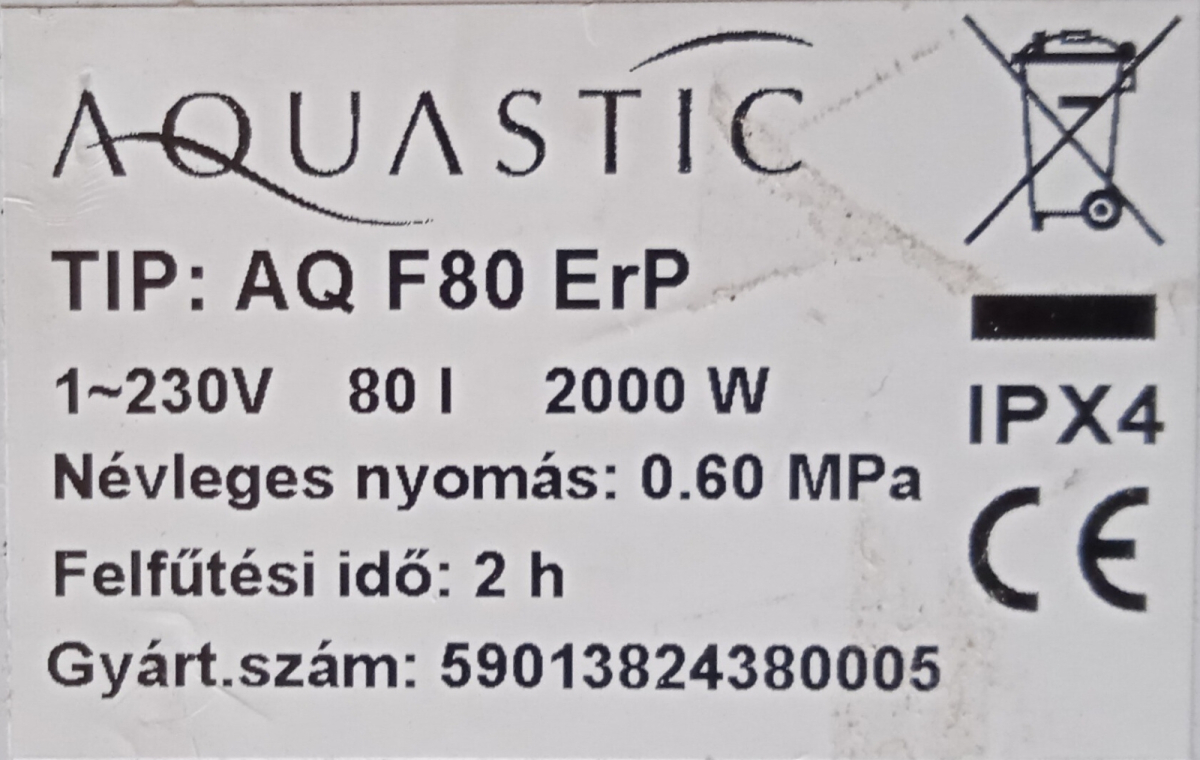 AQUASTIC
TIP: AQ F80 ErP
1~230V 80 l 2000 W
Névleges nyomás: 0.60 MPa
Felfűtési idő: 2 h
Gyárt.szám: 59013824380005
IPX4
CE